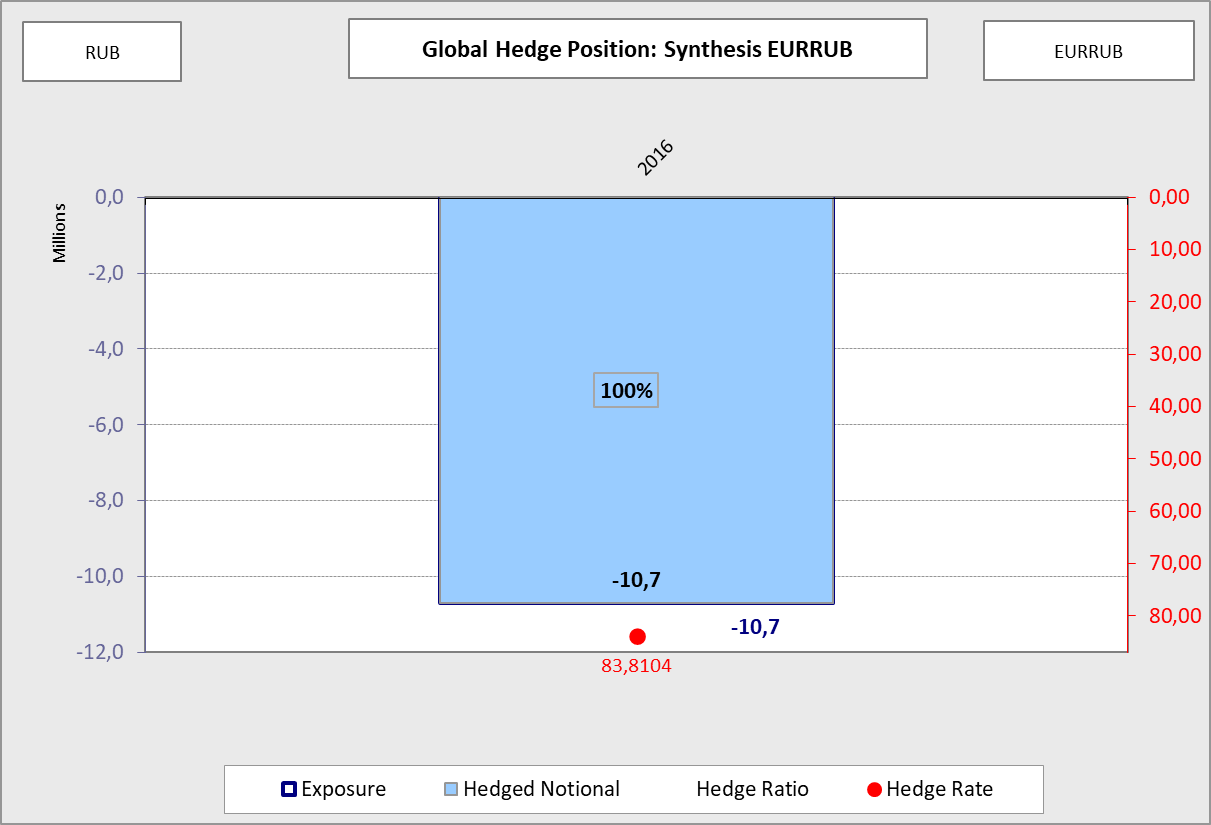 RUB
Global Hedge Position: Synthesis EURRUB
EURRUB
2016
Millions
0,0
-2,0
-4,0
-6,0
-8,0
-10,0
-12,0
0,00
10,00
20,00
30,00
40,00
50,00
60,00
70,00
80,00
100%
-10,7
-10,7
83,8104
Exposure
Hedged Notional
Hedge Ratio
Hedge Rate